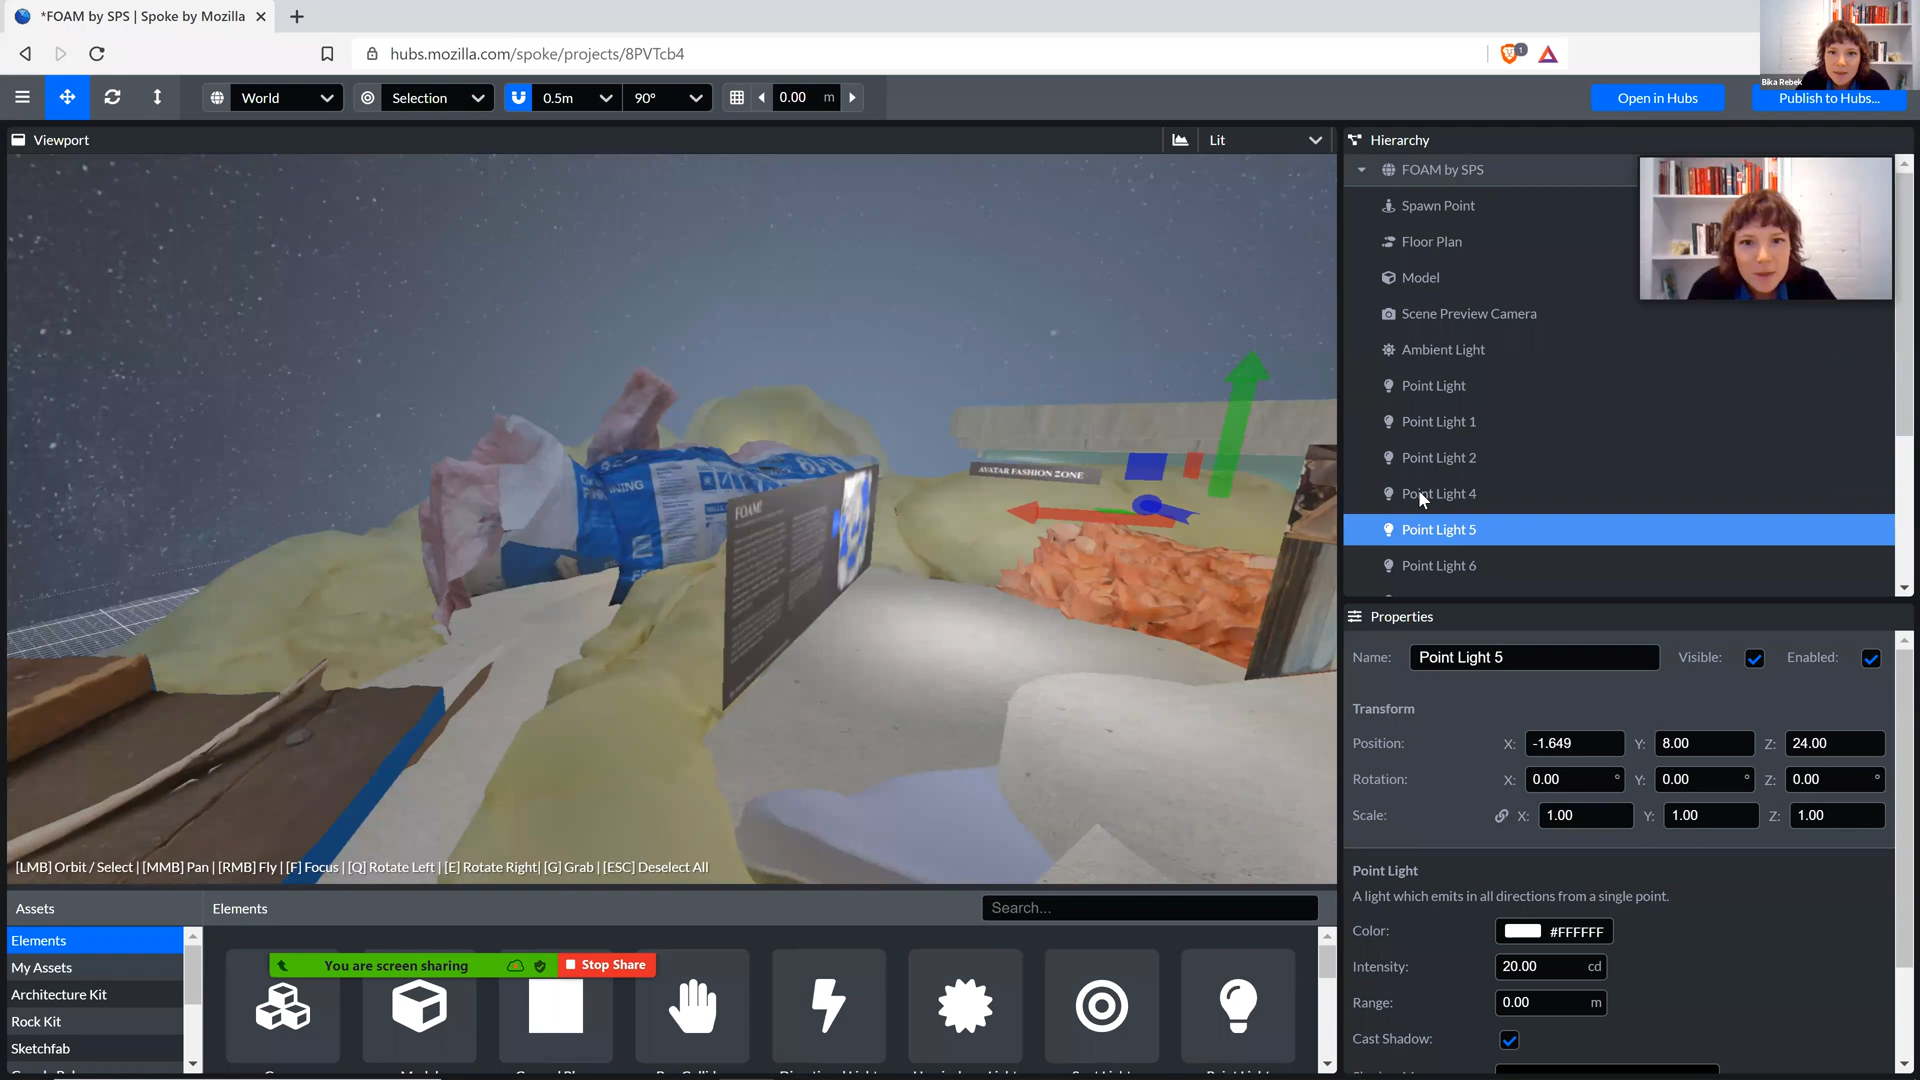 *FOAM by SPS | Spoke by Mozilla
hubs.mozilla.com/spoke/projects/8PVTcb4
1
Bika Rebek
World
Selection
0.5m
90°
0.00 m
Open in Hubs
Publish to Hubs...
Viewport
Lit
Hierarchy
FOAM by SPS
Spawn Point
Floor Plan
Model
Scene Preview Camera
Ambient Light
Point Light
Point Light 1
Point Light 2
Point Light 4
Point Light 5
Point Light 6
AVATAR FASHION ZONE
FOAM!
[LMB] Orbit / Select | [MMB] Pan | [RMB] Fly | [F] Focus | [Q] Rotate Left | [E] Rotate Right| [G] Grab | [ESC] Deselect All
Properties
Name: Point Light 5 Visible: Enabled:
Transform
Position: X: -1.649 Y: 8.00 Z: 24.00
Rotation: X: 0.00 ° Y: 0.00 ° Z: 0.00 °
Scale: X: 1.00 Y: 1.00 Z: 1.00
Point Light
A light which emits in all directions from a single point.
Color: #FFFFFF
Intensity: 20.00 cd
Range: 0.00 m
Cast Shadow:
Assets
Elements
Search...
Elements
My Assets
Architecture Kit
Rock Kit
Sketchfab
You are screen sharing
Stop Share